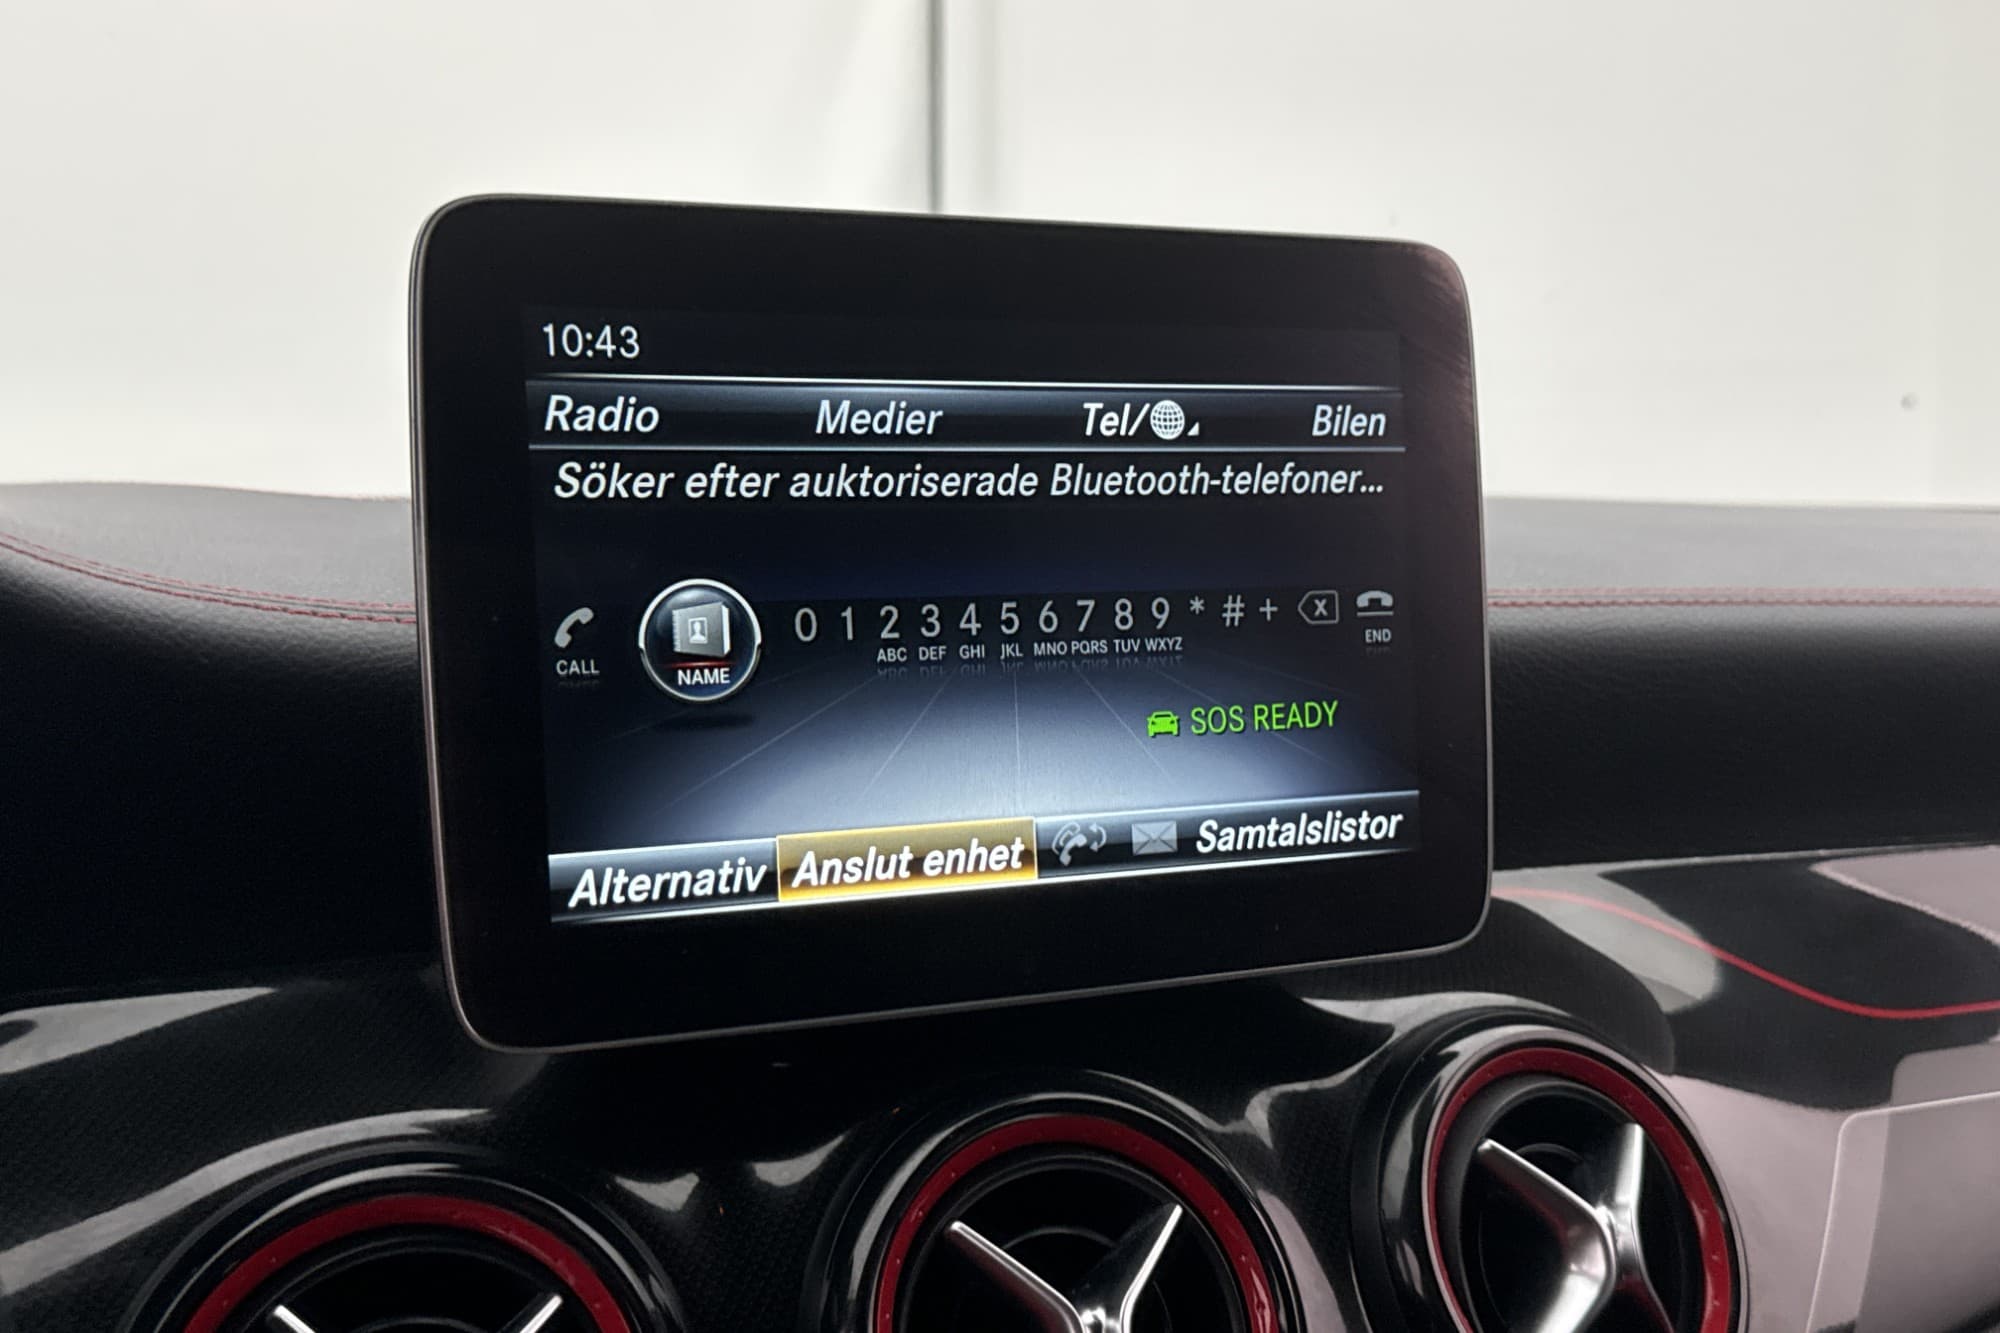 10:43
Radio Medier Tel/ Bilen
Söker efter auktoriserade Bluetooth-telefoner...
0 1 2 3 4 5 6 7 8 9 * # + X
ABC DEF GHI JKL MNO PQRS TUV WXYZ
CALL NAME END
SOS READY
Alternativ Anslut enhet Samtalslistor